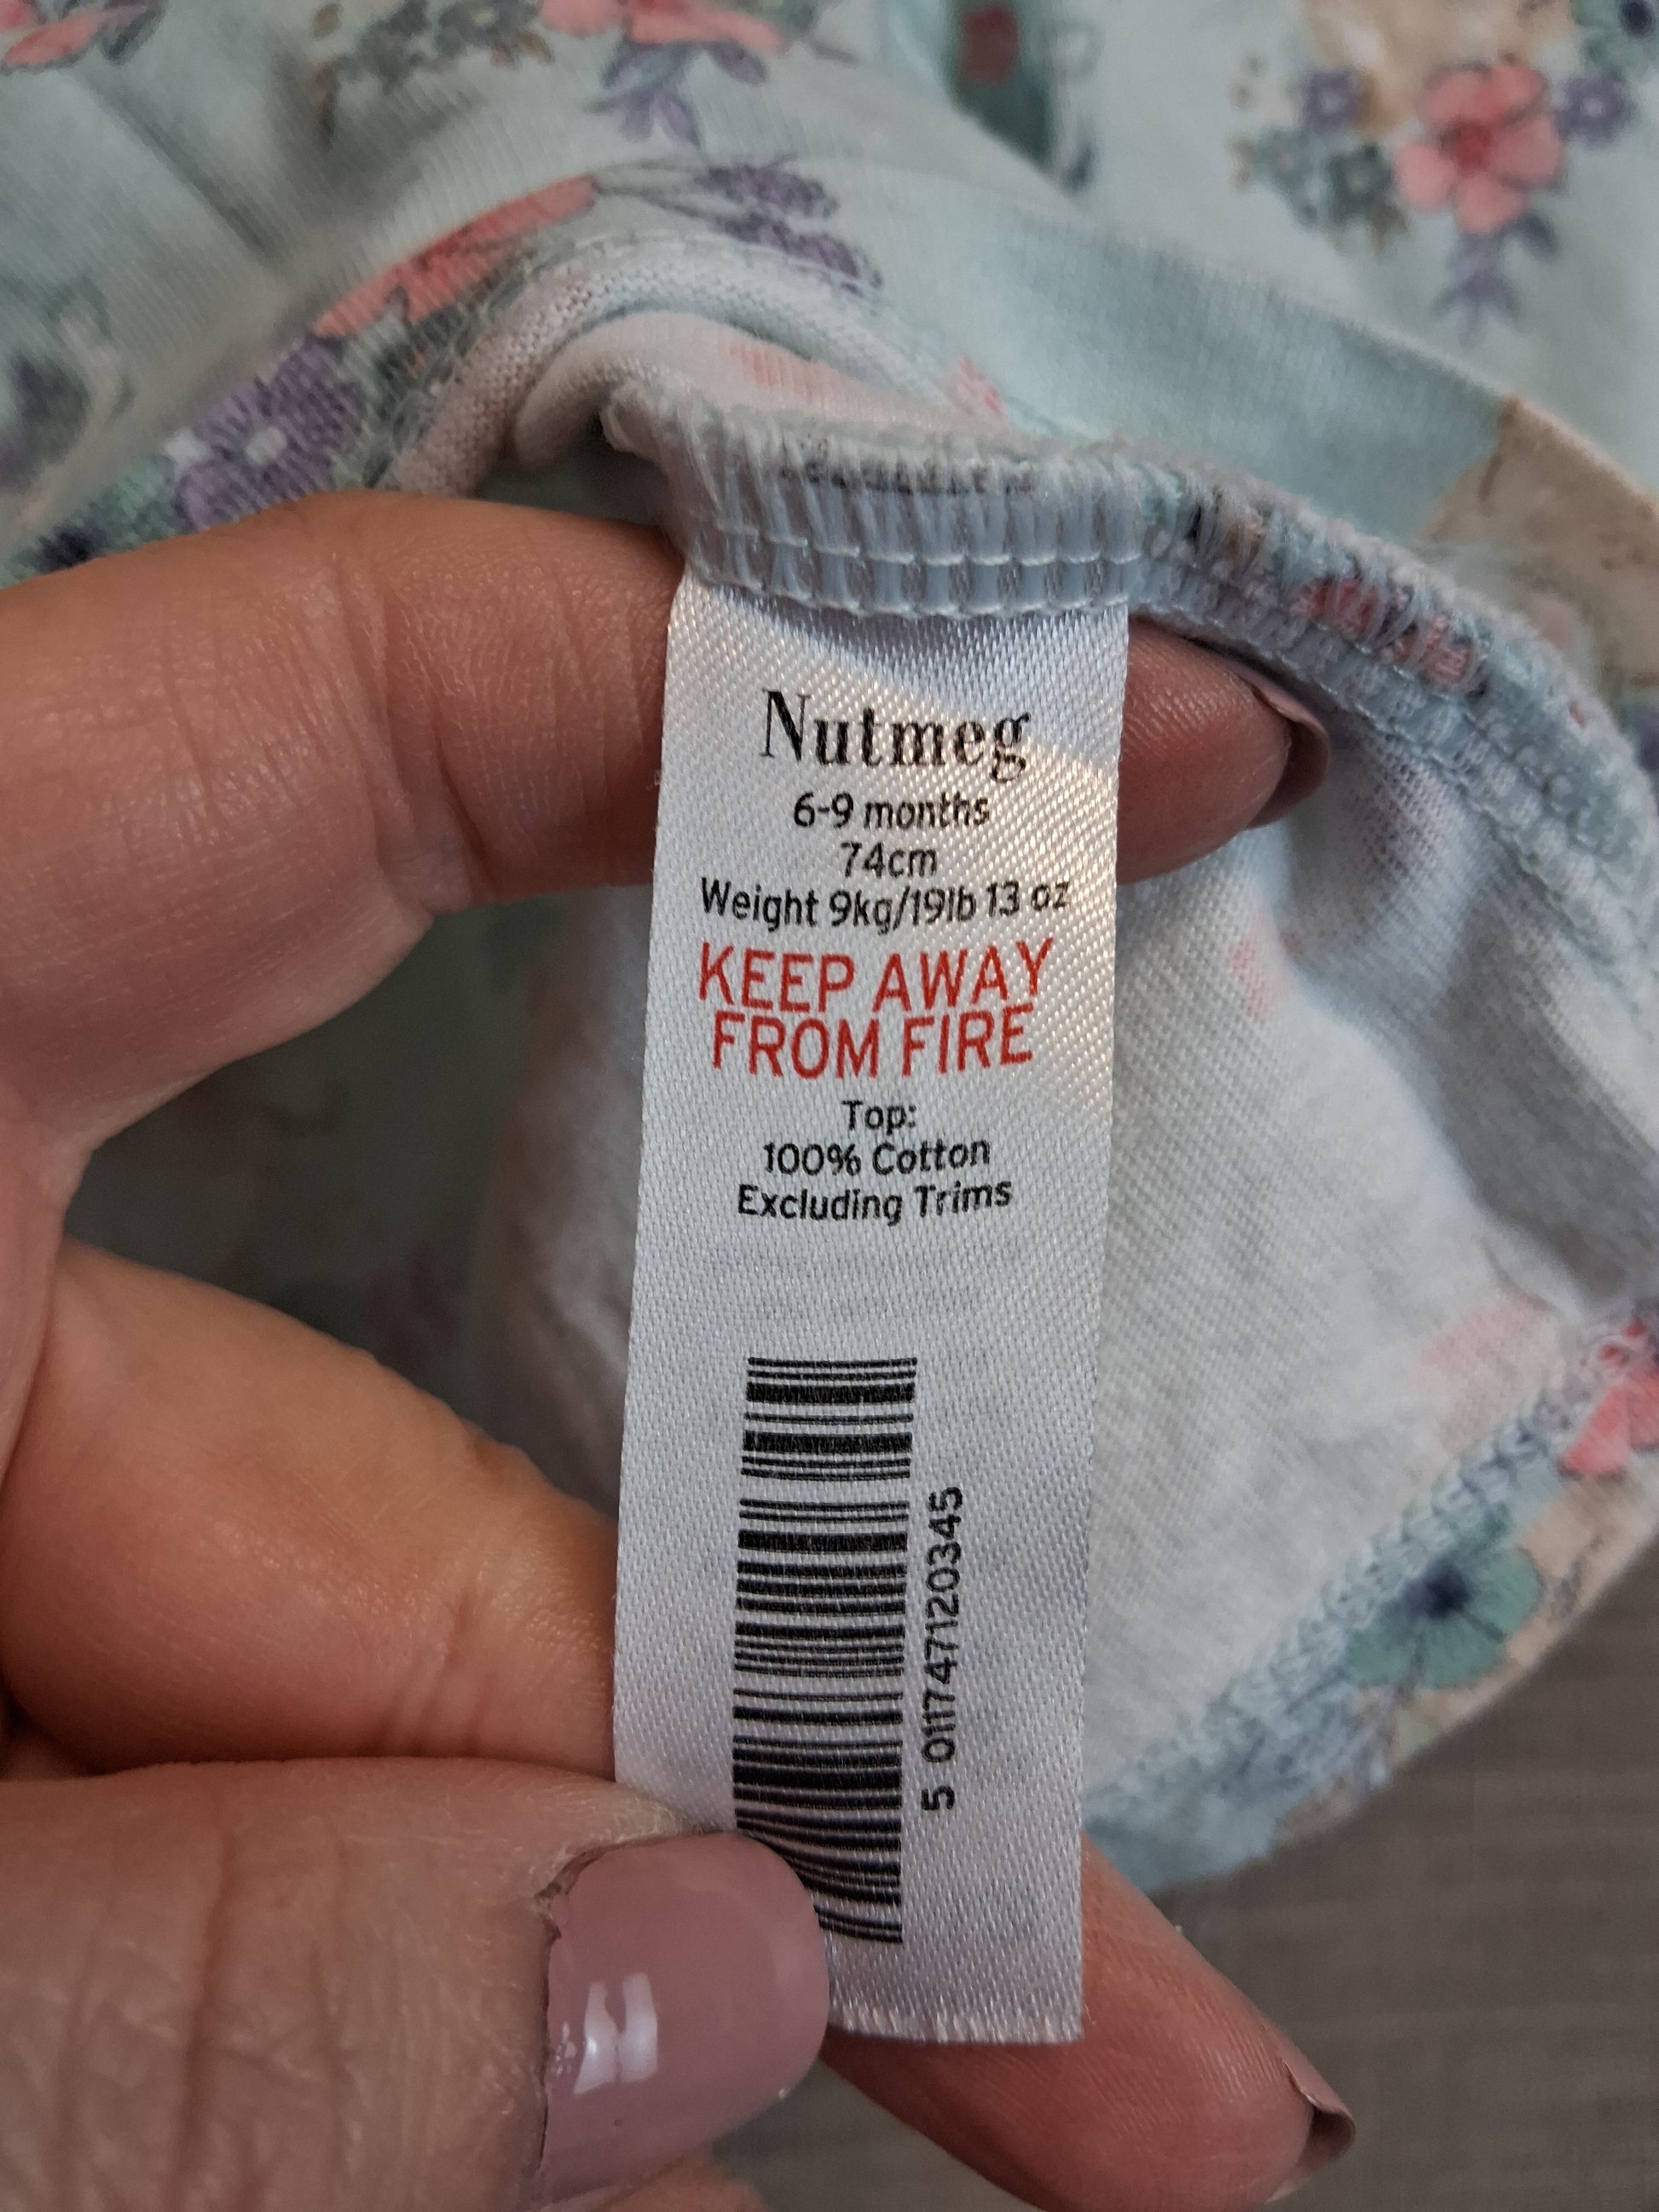 Nutmeg
6-9 months
74cm
Weight 9kg/19lb 13 oz
KEEP AWAY
FROM FIRE
Top:
100% Cotton
Excluding Trims
5 011747120345